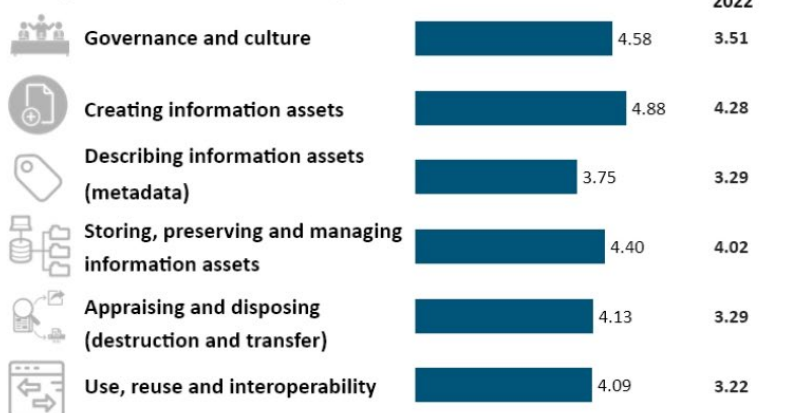 2022
Governance and culture 4.58 3.51
Creating information assets 4.88 4.28
Describing information assets
(metadata) 3.75 3.29
Storing, preserving and managing
information assets 4.40 4.02
Appraising and disposing
(destruction and transfer) 4.13 3.29
Use, reuse and interoperability 4.09 3.22